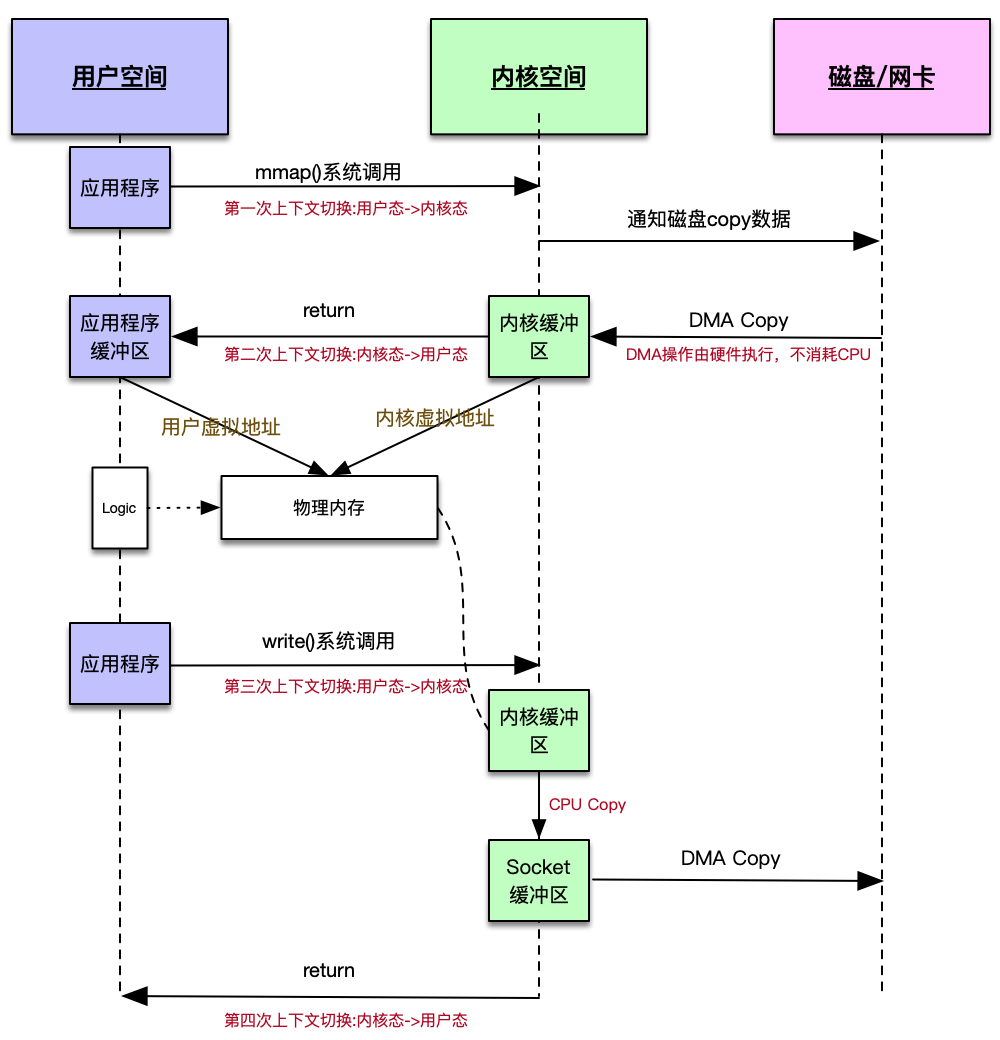 用户空间
内核空间
磁盘/网卡
应用程序
mmap()系统调用
第一次上下文切换:用户态->内核态
通知磁盘copy数据
应用程序
缓冲区
return
第二次上下文切换:内核态->用户态
内核缓冲
区
DMA Copy
DMA操作由硬件执行，不消耗CPU
用户虚拟地址
内核虚拟地址
Logic
物理内存
应用程序
write()系统调用
第三次上下文切换:用户态->内核态
内核缓冲
区
CPU Copy
Socket
缓冲区
DMA Copy
return
第四次上下文切换:内核态->用户态